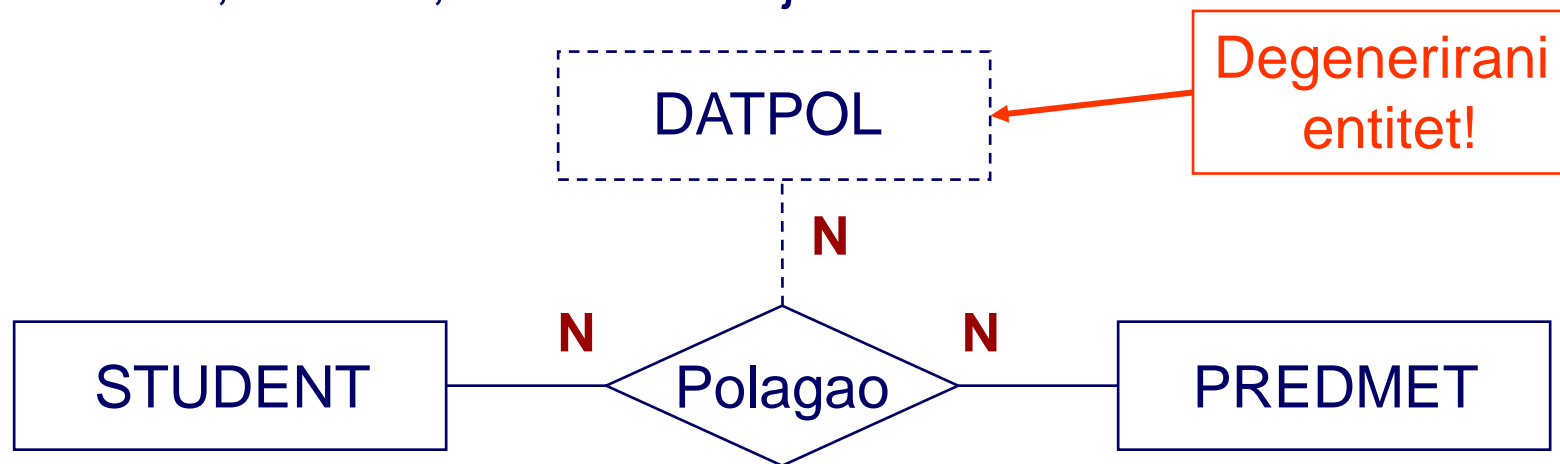 DATPOL
Degenerirani
entitet!
N
N
N
STUDENT
Polagao
PREDMET